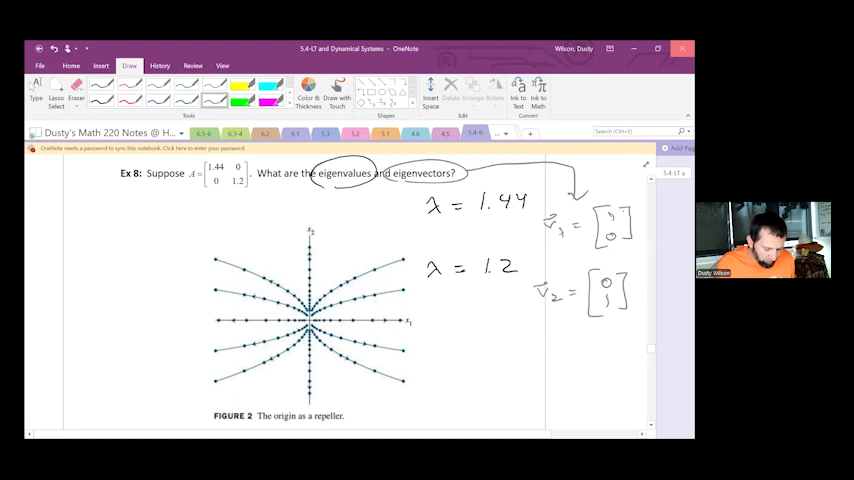 5.4-LT and Dynamical Systems - OneNote
Wilson, Dusty
File Home Insert Draw History Review View
Type
Lasso Select
Eraser
Color & Thickness
Draw with Touch
Insert Space
Delete
Arrange
Rotate
Ink to Text
Ink to Math
Tools
Shapes
Edit
Convert
Dusty's Math 220 Notes @ H...
6.5-6 6.3-4 6.2 6.1 5.3 5.2 5.1 4.6 4.5 5.4-6 ...
Search (Ctrl+E)
OneNote needs a password to sync this notebook. Click here to enter your password.
Add Pag
5.4-LT a
Ex 8: Suppose A = [1.44 0
0 1.2]. What are the eigenvalues and eigenvectors?
λ = 1.44
v⃗₁ = [1
0]
λ = 1.2
v⃗₂ = [0
1]
x₂
x₁
FIGURE 2 The origin as a repeller.
Dusty Wilson